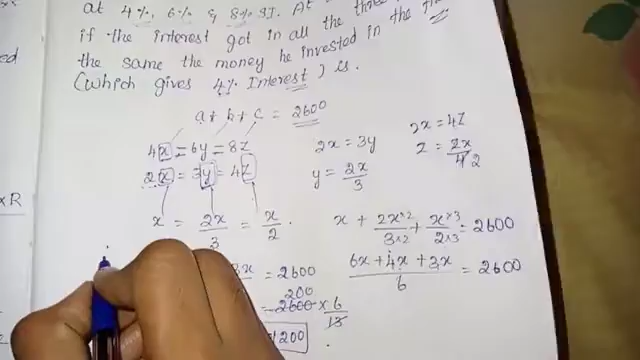 at 4%, 6% & 8% SI. At
if the interest got in all the three
the same the money he invested in the
(which gives 4% Interest) is.
a + b + c = 2600
4x = 6y = 8z
2x = 3y = 4z
2x = 3y
y = 2x/3
2x = 4z
z = 2x/4 2
x = 2x/3 = x/2
x + 2x×2/3×2 + x×3/2×3 = 2600
6x + 4x + 3x/6 = 2600
3x = 2600
200
= 2600 × 6/13
1200
×R